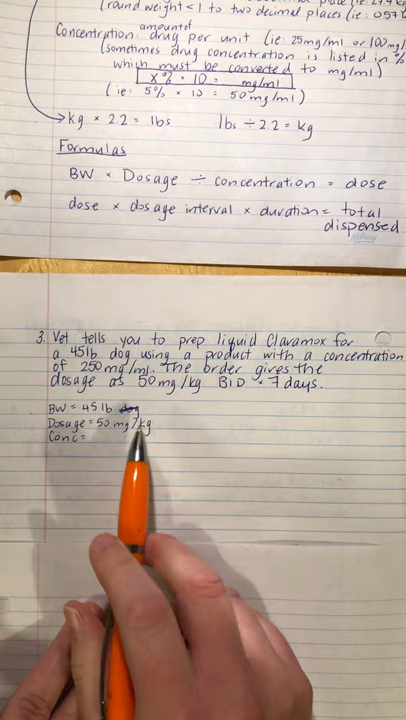 (round weight < 1 to two decimal places (ie: 0.57
Concentration: amount of drug per unit (ie: 25mg/ml or 100mg/
(sometimes drug concentration is listed in %
which must be converted to mg/ml)
x% · 10 = mg/ml
(ie: 5% × 10 = 50mg/ml)
kg × 2.2 = lbs lbs ÷ 2.2 = kg
Formulas
BW × Dosage ÷ concentration = dose
dose × dosage interval × duration = total
dispensed
3. Vet tells you to prep liquid Clavamox for
a 45lb dog using a product with a concentration
of 250mg/ml. The order gives the
dosage as 50mg/kg BID × 7 days.
BW = 45lb dog
Dosage = 50 mg/kg
Conc =